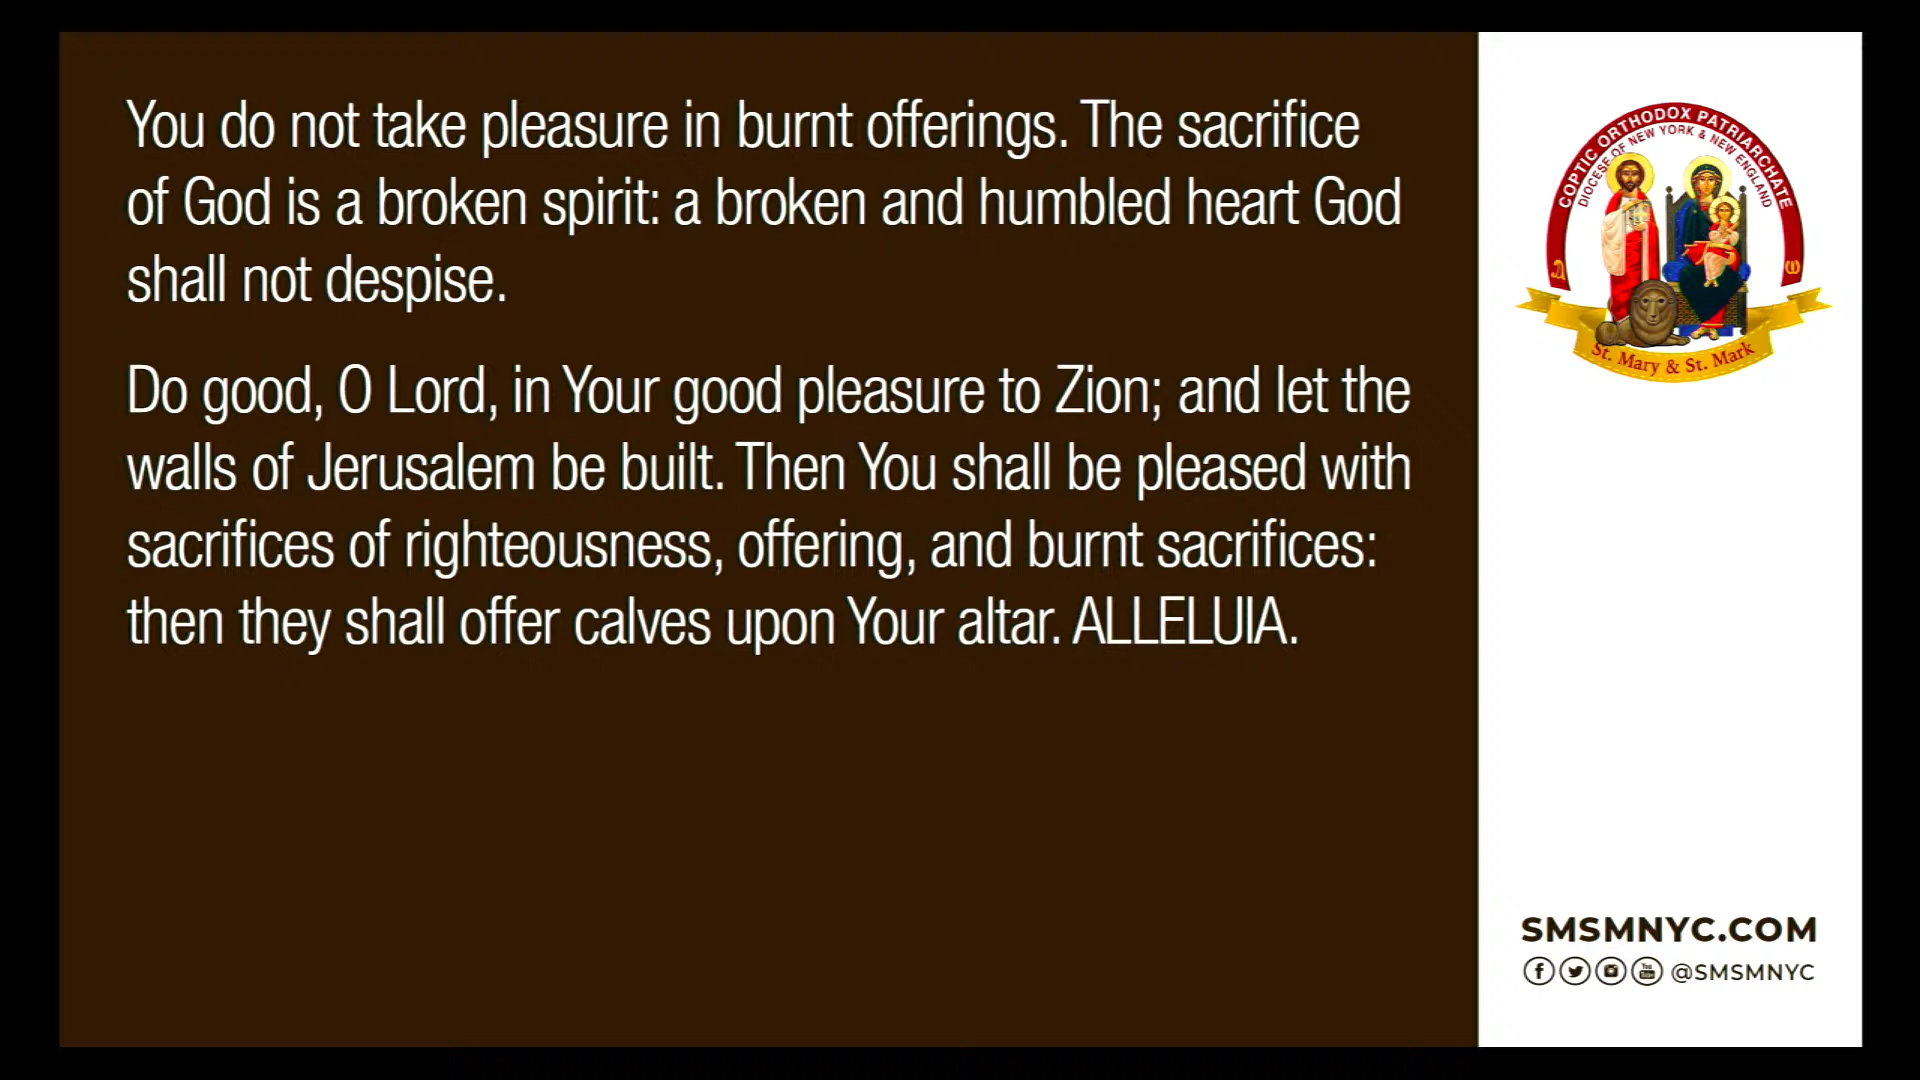 You do not take pleasure in burnt offerings. The sacrifice
of God is a broken spirit: a broken and humbled heart God
shall not despise.
Do good, O Lord, in Your good pleasure to Zion; and let the
walls of Jerusalem be built. Then You shall be pleased with
sacrifices of righteousness, offering, and burnt sacrifices:
then they shall offer calves upon Your altar. ALLELUIA.
COPTIC ORTHODOX PATRIARCHATE
DIOCESE OF NEW YORK & NEW ENGLAND
St. Mary & St. Mark
SMSMNYC.COM
@SMSMNYC